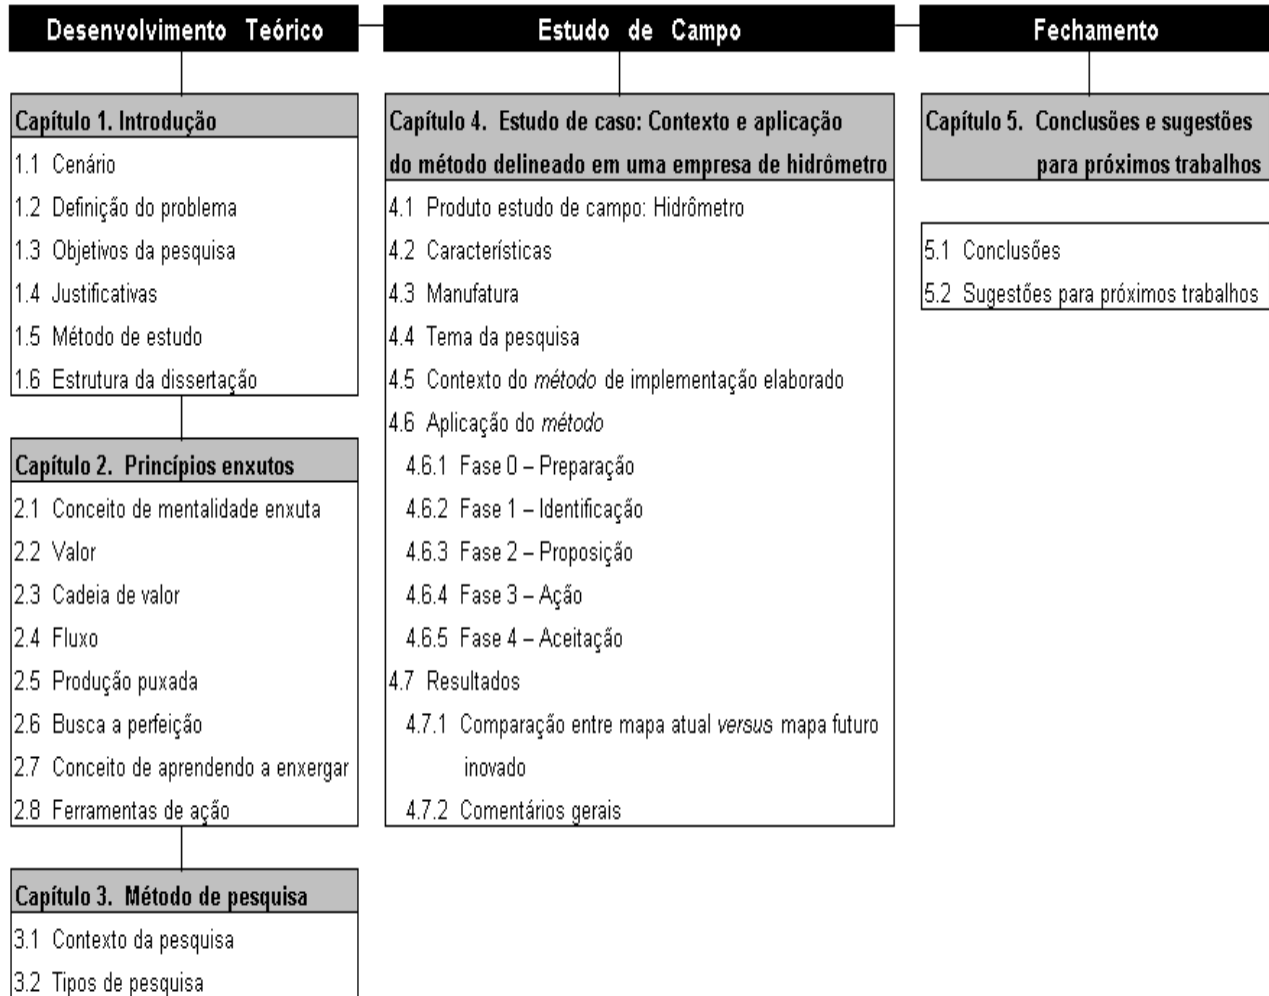 Desenvolvimento Teórico
Capítulo 1. Introdução
1.1 Cenário
1.2 Definição do problema
1.3 Objetivos da pesquisa
1.4 Justificativas
1.5 Método de estudo
1.6 Estrutura da dissertação
Capítulo 2. Princípios enxutos
2.1 Conceito de mentalidade enxuta
2.2 Valor
2.3 Cadeia de valor
2.4 Fluxo
2.5 Produção puxada
2.6 Busca a perfeição
2.7 Conceito de aprendendo a enxergar
2.8 Ferramentas de ação
Capítulo 3. Método de pesquisa
3.1 Contexto da pesquisa
3.2 Tipos de pesquisa
Estudo de Campo
Capítulo 4. Estudo de caso: Contexto e aplicação
do método delineado em uma empresa de hidrômetro
4.1 Produto estudo de campo: Hidrômetro
4.2 Características
4.3 Manufatura
4.4 Tema da pesquisa
4.5 Contexto do método de implementação elaborado
4.6 Aplicação do método
4.6.1 Fase 0 – Preparação
4.6.2 Fase 1 – Identificação
4.6.3 Fase 2 – Proposição
4.6.4 Fase 3 – Ação
4.6.5 Fase 4 – Aceitação
4.7 Resultados
4.7.1 Comparação entre mapa atual versus mapa futuro
inovado
4.7.2 Comentários gerais
Fechamento
Capítulo 5. Conclusões e sugestões
para próximos trabalhos
5.1 Conclusões
5.2 Sugestões para próximos trabalhos